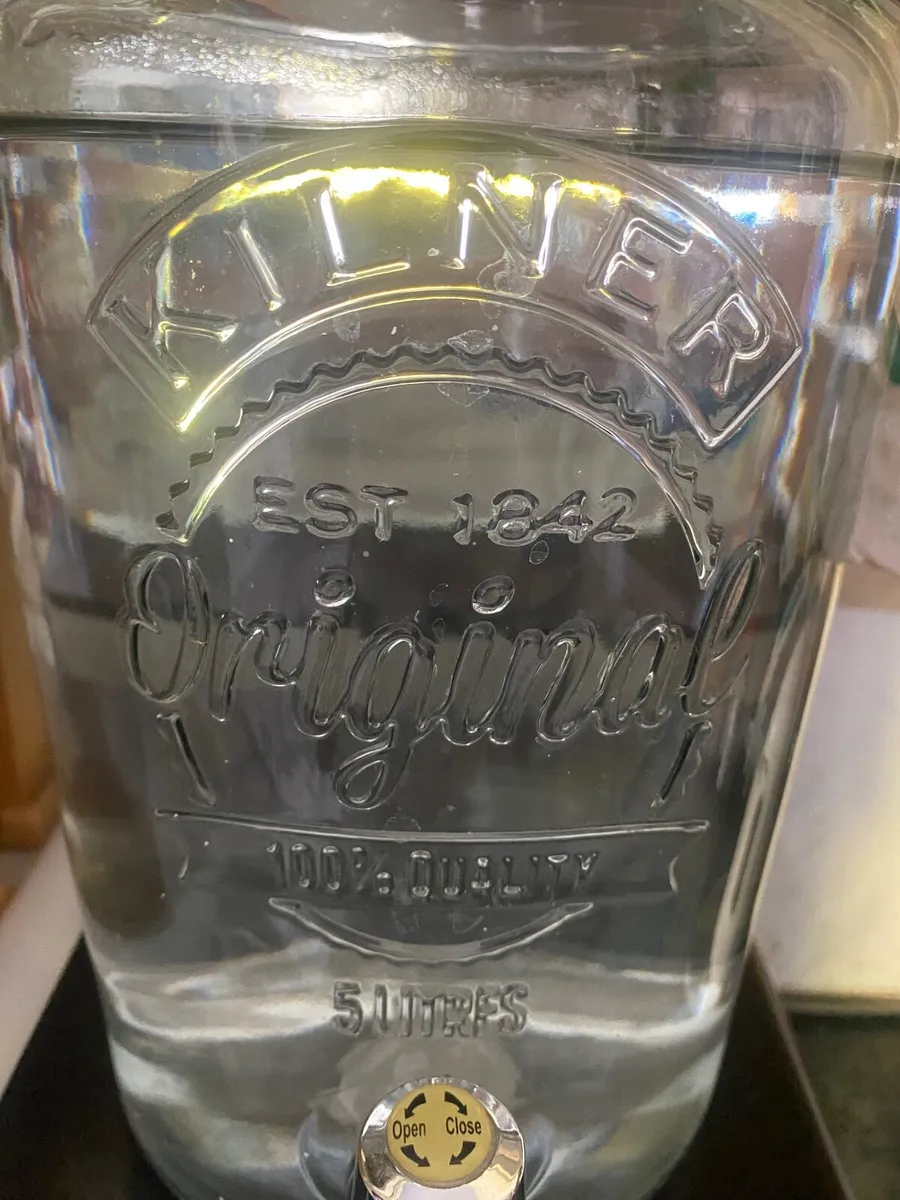 KILNER
EST 1842
Original
100% QUALITY
5 LITRES
Open Close